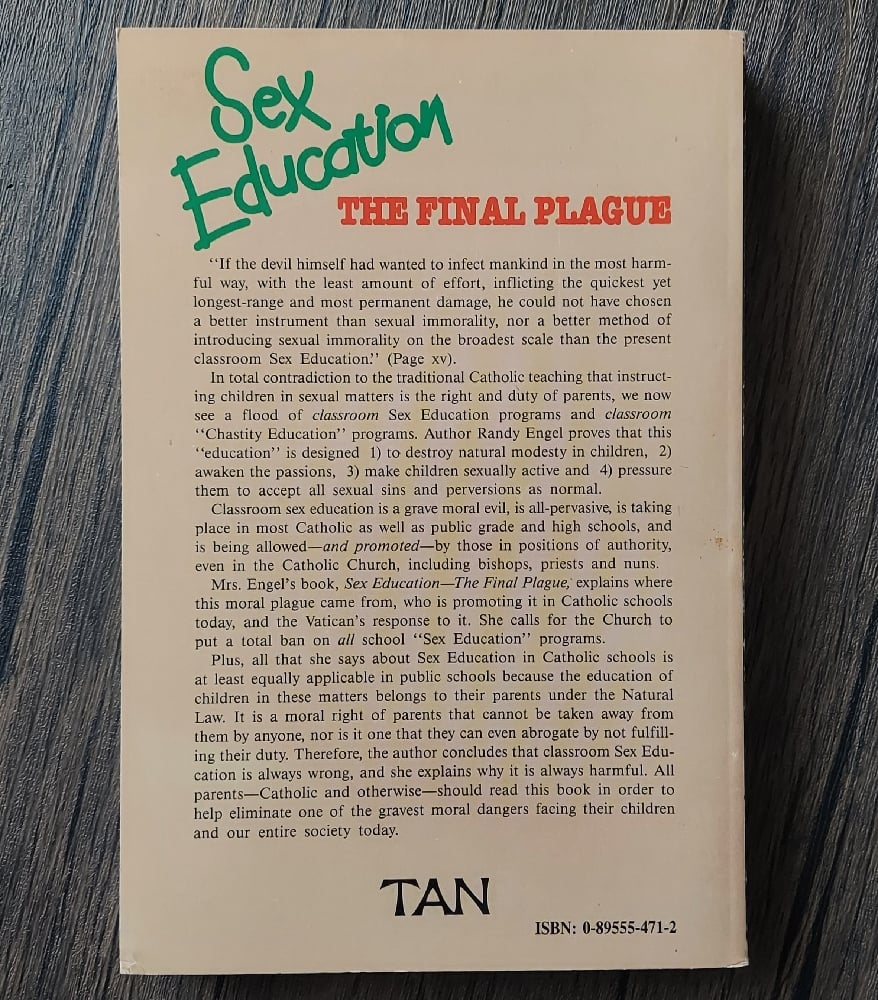 Sex
Education
THE FINAL PLAGUE
“If the devil himself had wanted to infect mankind in the most harm-
ful way, with the least amount of effort, inflicting the quickest yet
longest-range and most permanent damage, he could not have chosen
a better instrument than sexual immorality, nor a better method of
introducing sexual immorality on the broadest scale than the present
classroom Sex Education.” (Page xv).
In total contradiction to the traditional Catholic teaching that instruct-
ing children in sexual matters is the right and duty of parents, we now
see a flood of classroom Sex Education programs and classroom
“Chastity Education” programs. Author Randy Engel proves that this
“education” is designed 1) to destroy natural modesty in children, 2)
awaken the passions, 3) make children sexually active and 4) pressure
them to accept all sexual sins and perversions as normal.
Classroom sex education is a grave moral evil, is all-pervasive, is taking
place in most Catholic as well as public grade and high schools, and
is being allowed—and promoted—by those in positions of authority,
even in the Catholic Church, including bishops, priests and nuns.
Mrs. Engel's book, Sex Education—The Final Plague, explains where
this moral plague came from, who is promoting it in Catholic schools
today, and the Vatican's response to it. She calls for the Church to
put a total ban on all school “Sex Education” programs.
Plus, all that she says about Sex Education in Catholic schools is
at least equally applicable in public schools because the education of
children in these matters belongs to their parents under the Natural
Law. It is a moral right of parents that cannot be taken away from
them by anyone, nor is it one that they can even abrogate by not fulfill-
ing their duty. Therefore, the author concludes that classroom Sex Edu-
cation is always wrong, and she explains why it is always harmful. All
parents—Catholic and otherwise—should read this book in order to
help eliminate one of the gravest moral dangers facing their children
and our entire society today.
TAN
ISBN: 0-89555-471-2